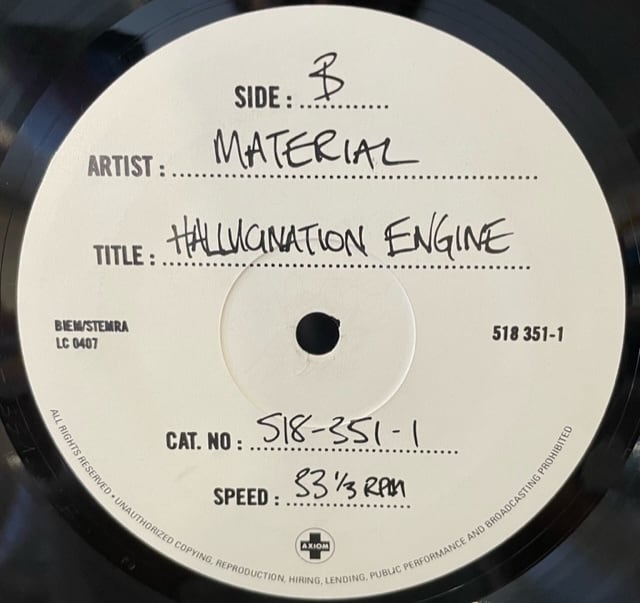 SIDE : B
ARTIST : MATERIAL
TITLE : HALLUCINATION ENGINE
BIEM/STEMRA
LC 0407
518 351-1
CAT. NO : 518-351-1
SPEED : 33 1/3 RPM
AXIOM
ALL RIGHTS RESERVED • UNAUTHORIZED COPYING, REPRODUCTION, HIRING, LENDING, PUBLIC PERFORMANCE AND BROADCASTING PROHIBITED